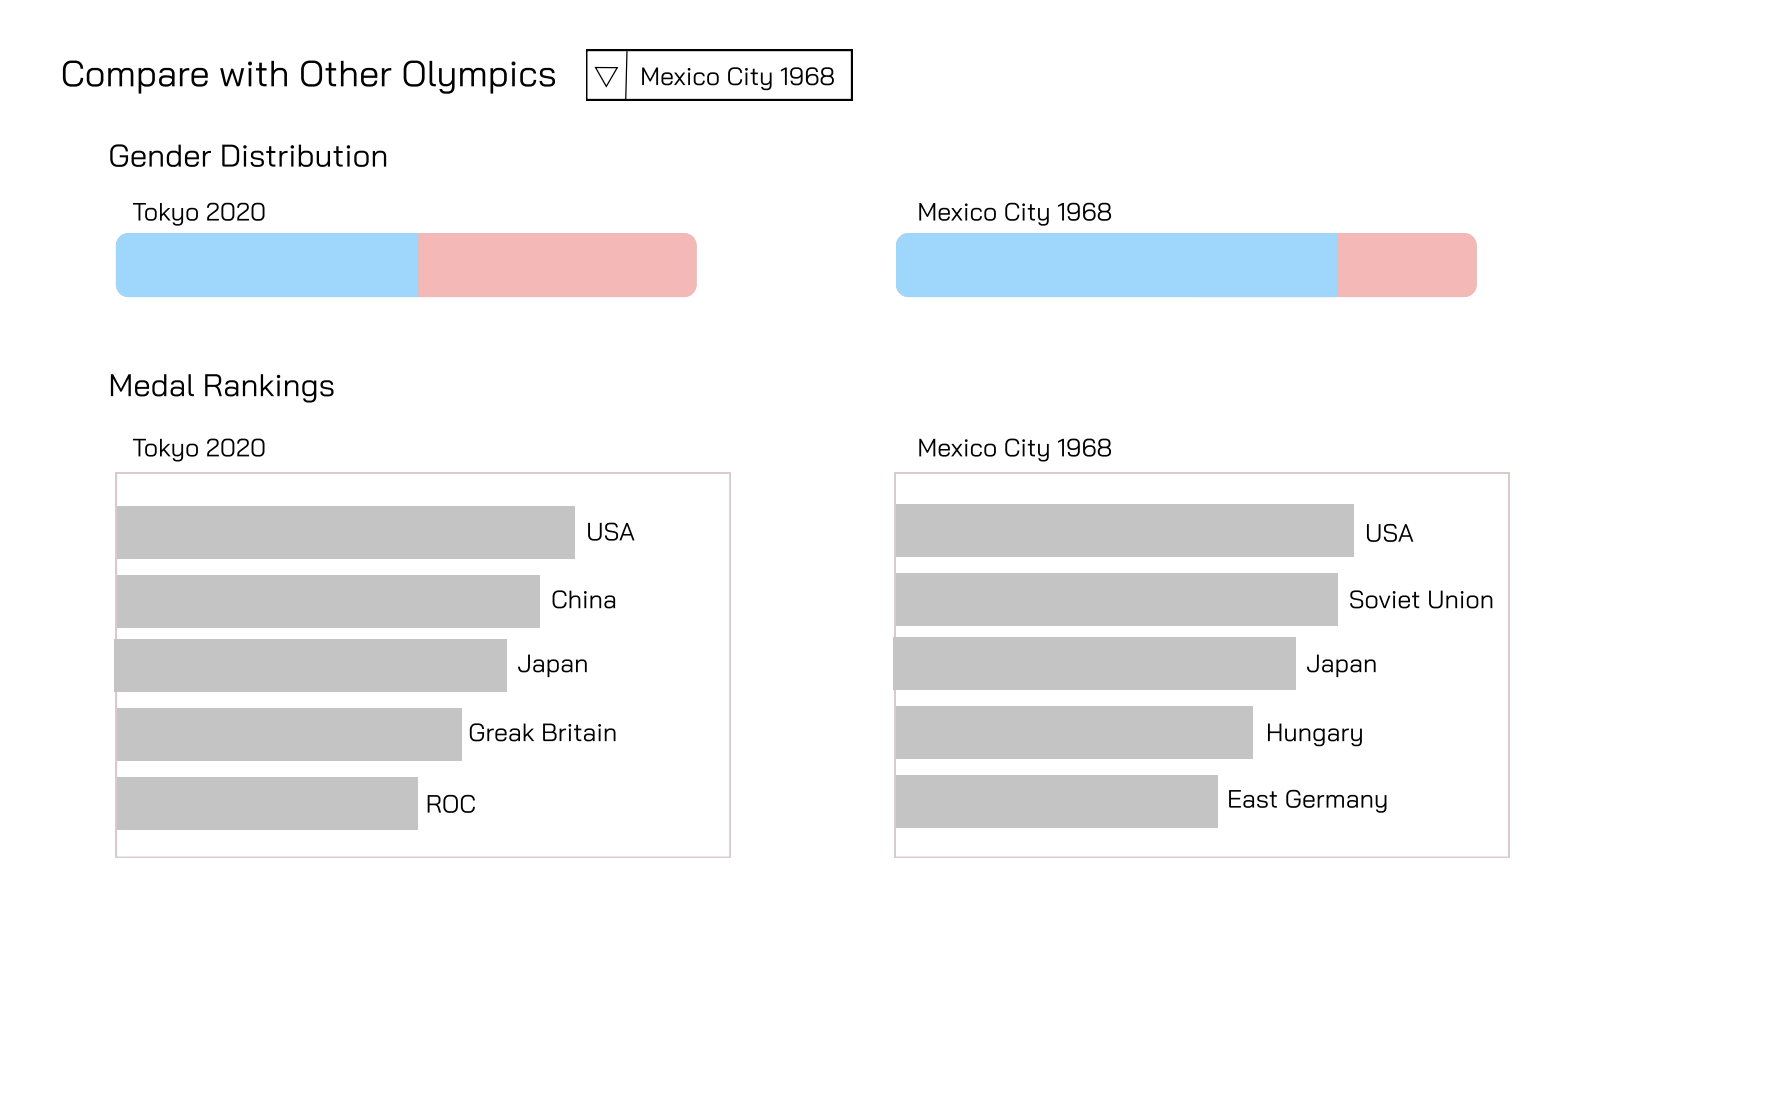 Compare with Other Olympics
Mexico City 1968
Gender Distribution
Tokyo 2020
Mexico City 1968
Medal Rankings
Tokyo 2020
Mexico City 1968
USA
China
Japan
Greak Britain
ROC
USA
Soviet Union
Japan
Hungary
East Germany